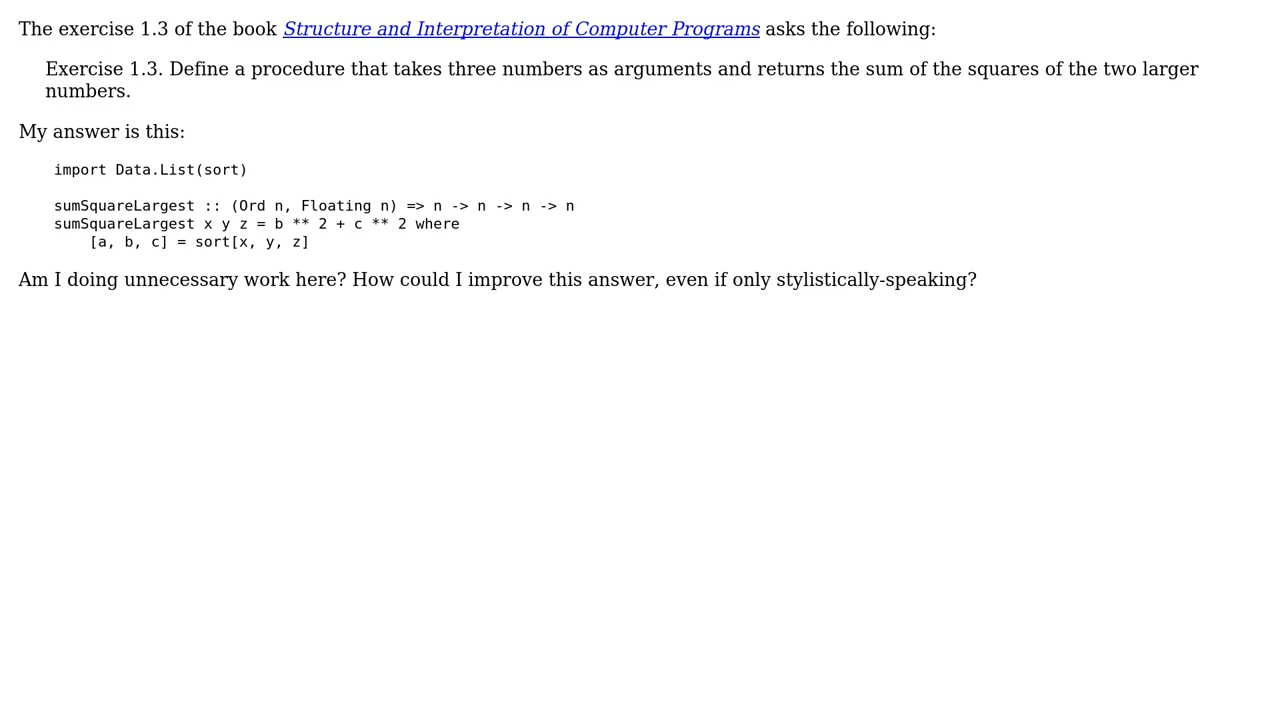 The exercise 1.3 of the book Structure and Interpretation of Computer Programs asks the following:
Exercise 1.3. Define a procedure that takes three numbers as arguments and returns the sum of the squares of the two larger
numbers.
My answer is this:
import Data.List(sort)
sumSquareLargest :: (Ord n, Floating n) => n -> n -> n -> n
sumSquareLargest x y z = b ** 2 + c ** 2 where
    [a, b, c] = sort[x, y, z]
Am I doing unnecessary work here? How could I improve this answer, even if only stylistically-speaking?